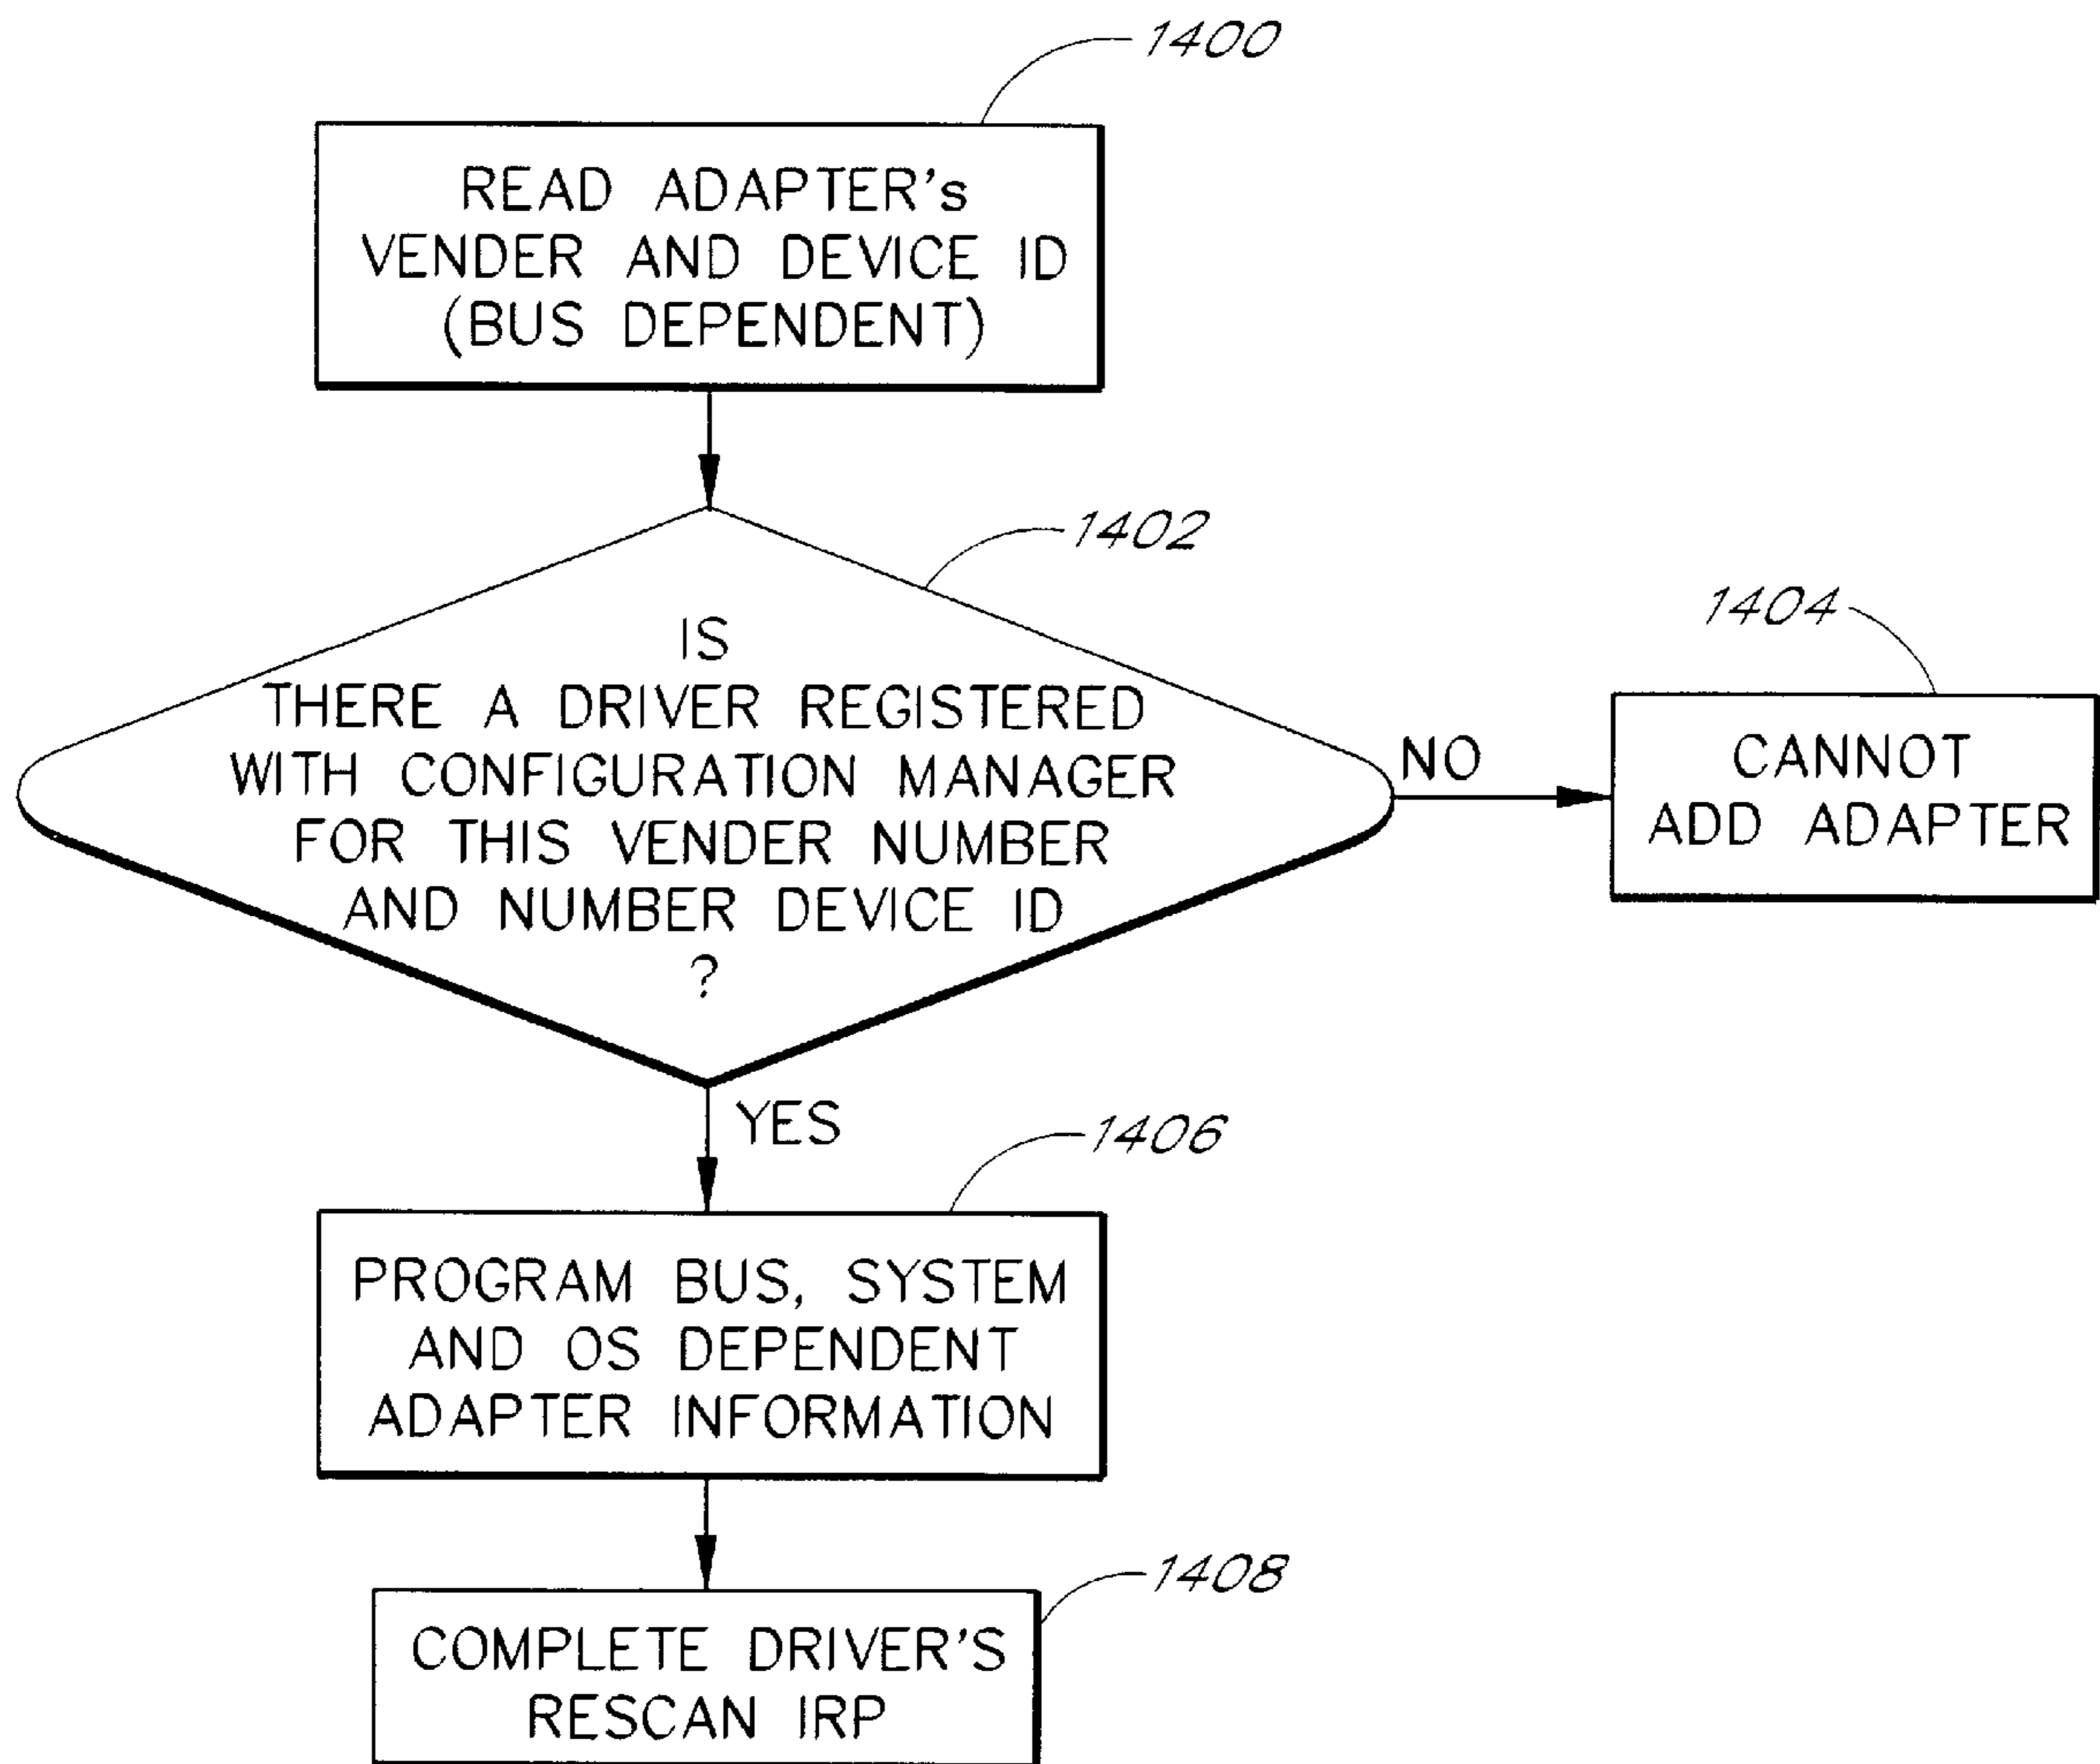 1400
READ ADAPTER's
VENDER AND DEVICE ID
(BUS DEPENDENT)
1402
IS
THERE A DRIVER REGISTERED
WITH CONFIGURATION MANAGER
FOR THIS VENDER NUMBER
AND NUMBER DEVICE ID
?
NO
1404
CANNOT
ADD ADAPTER
YES
1406
PROGRAM BUS, SYSTEM
AND OS DEPENDENT
ADAPTER INFORMATION
1408
COMPLETE DRIVER'S
RESCAN IRP